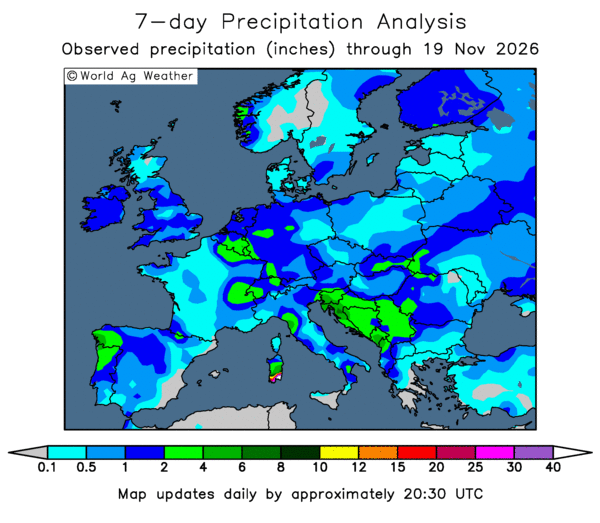 7-day Precipitation Analysis
Observed precipitation (inches) through 19 Nov 2026
© World Ag Weather
0.1 0.5 1 2 4 6 8 10 12 15 20 25 30 40
Map updates daily by approximately 20:30 UTC